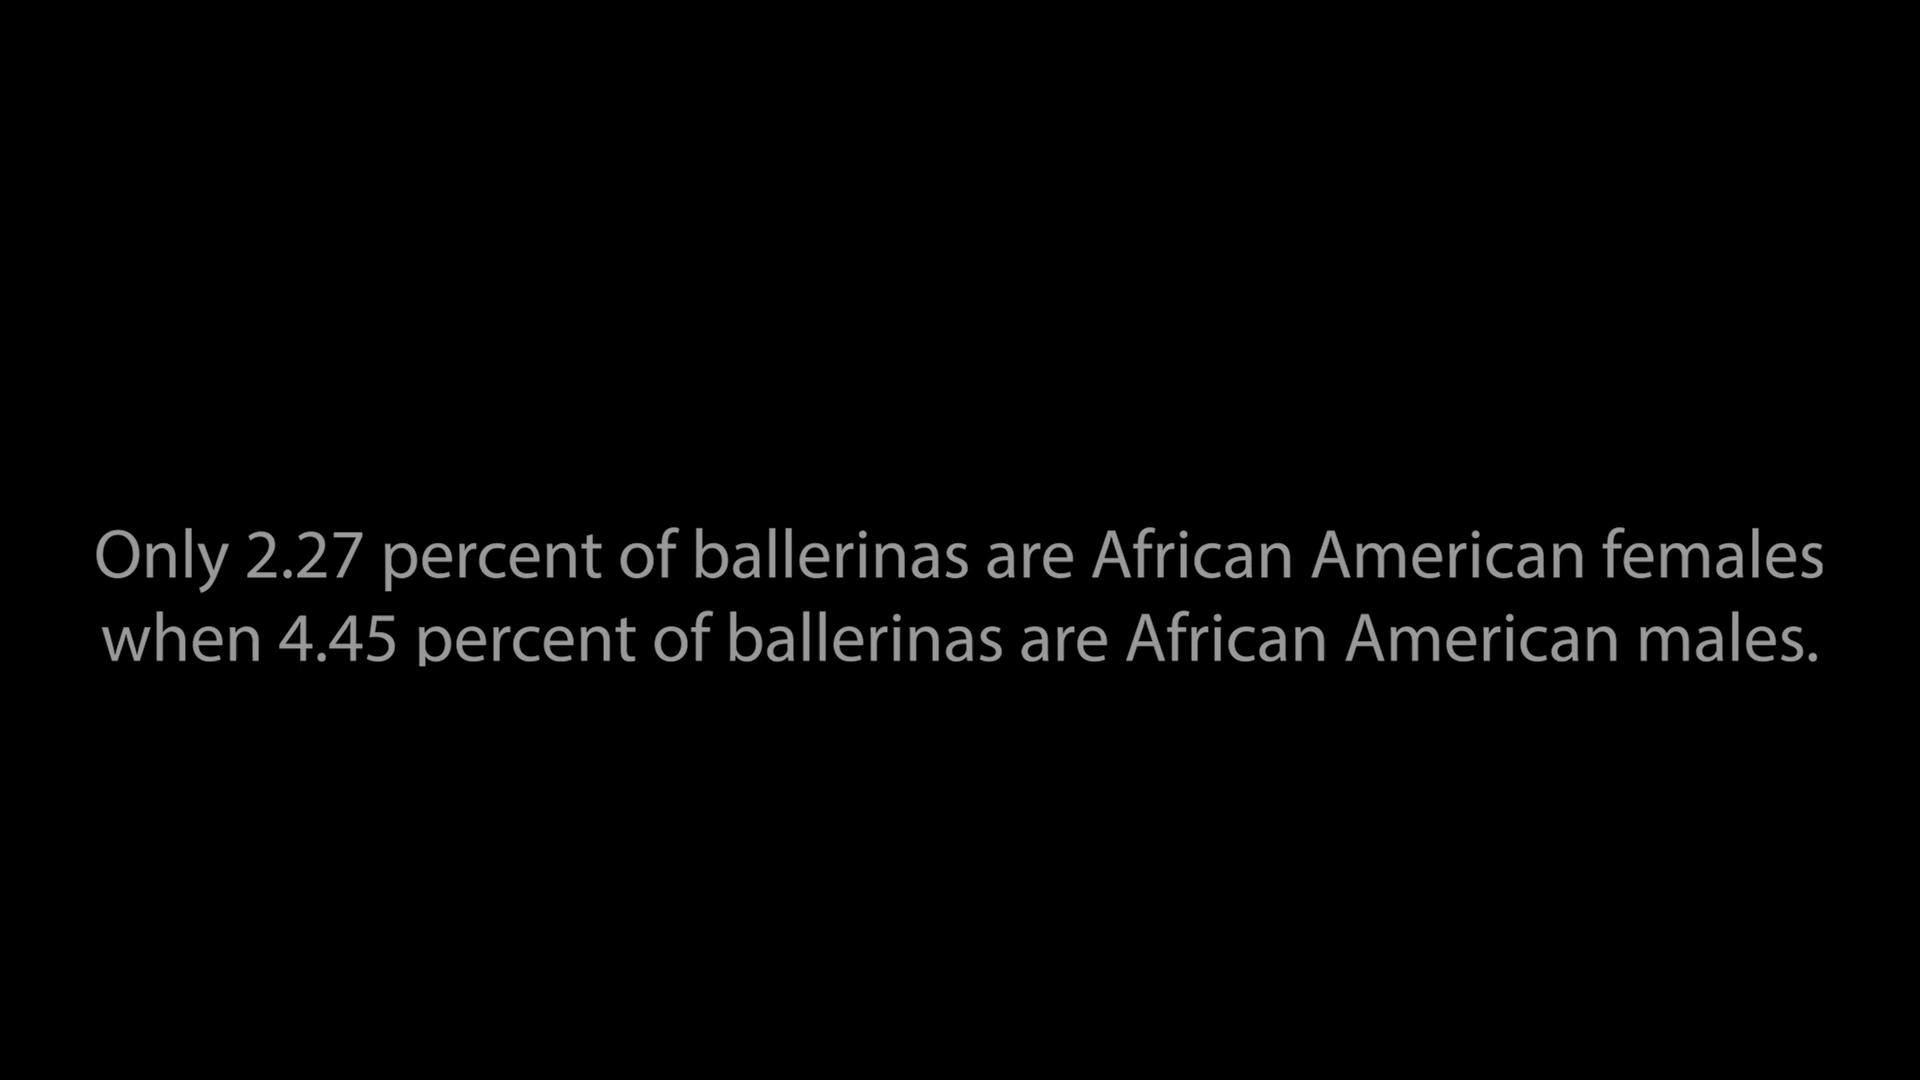 Only 2.27 percent of ballerinas are African American females
when 4.45 percent of ballerinas are African American males.